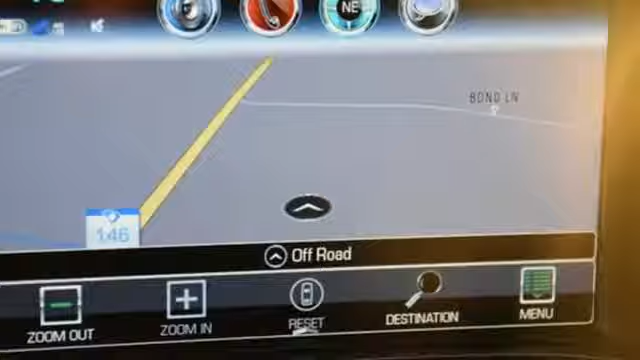 NE
BOND LN
146
Off Road
ZOOM OUT
ZOOM IN
RESET
DESTINATION
MENU